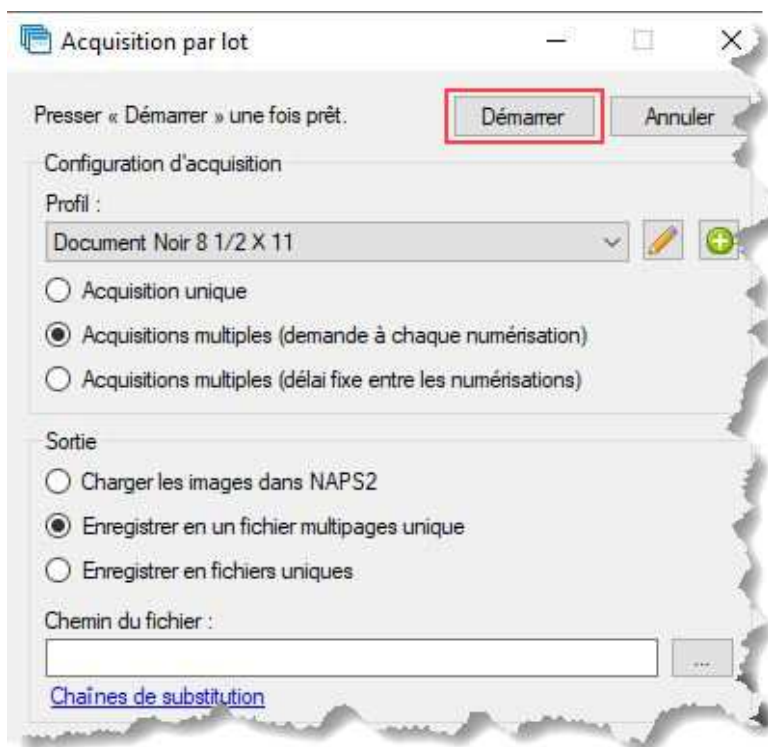 Acquisition par lot
Presser « Démarrer » une fois prêt.
Démarrer
Annuler
Configuration d'acquisition
Profil :
Document Noir 8 1/2 X 11
Acquisition unique
Acquisitions multiples (demande à chaque numérisation)
Acquisitions multiples (délai fixe entre les numérisations)
Sortie
Charger les images dans NAPS2
Enregistrer en un fichier multipages unique
Enregistrer en fichiers uniques
Chemin du fichier :
...
Chaînes de substitution